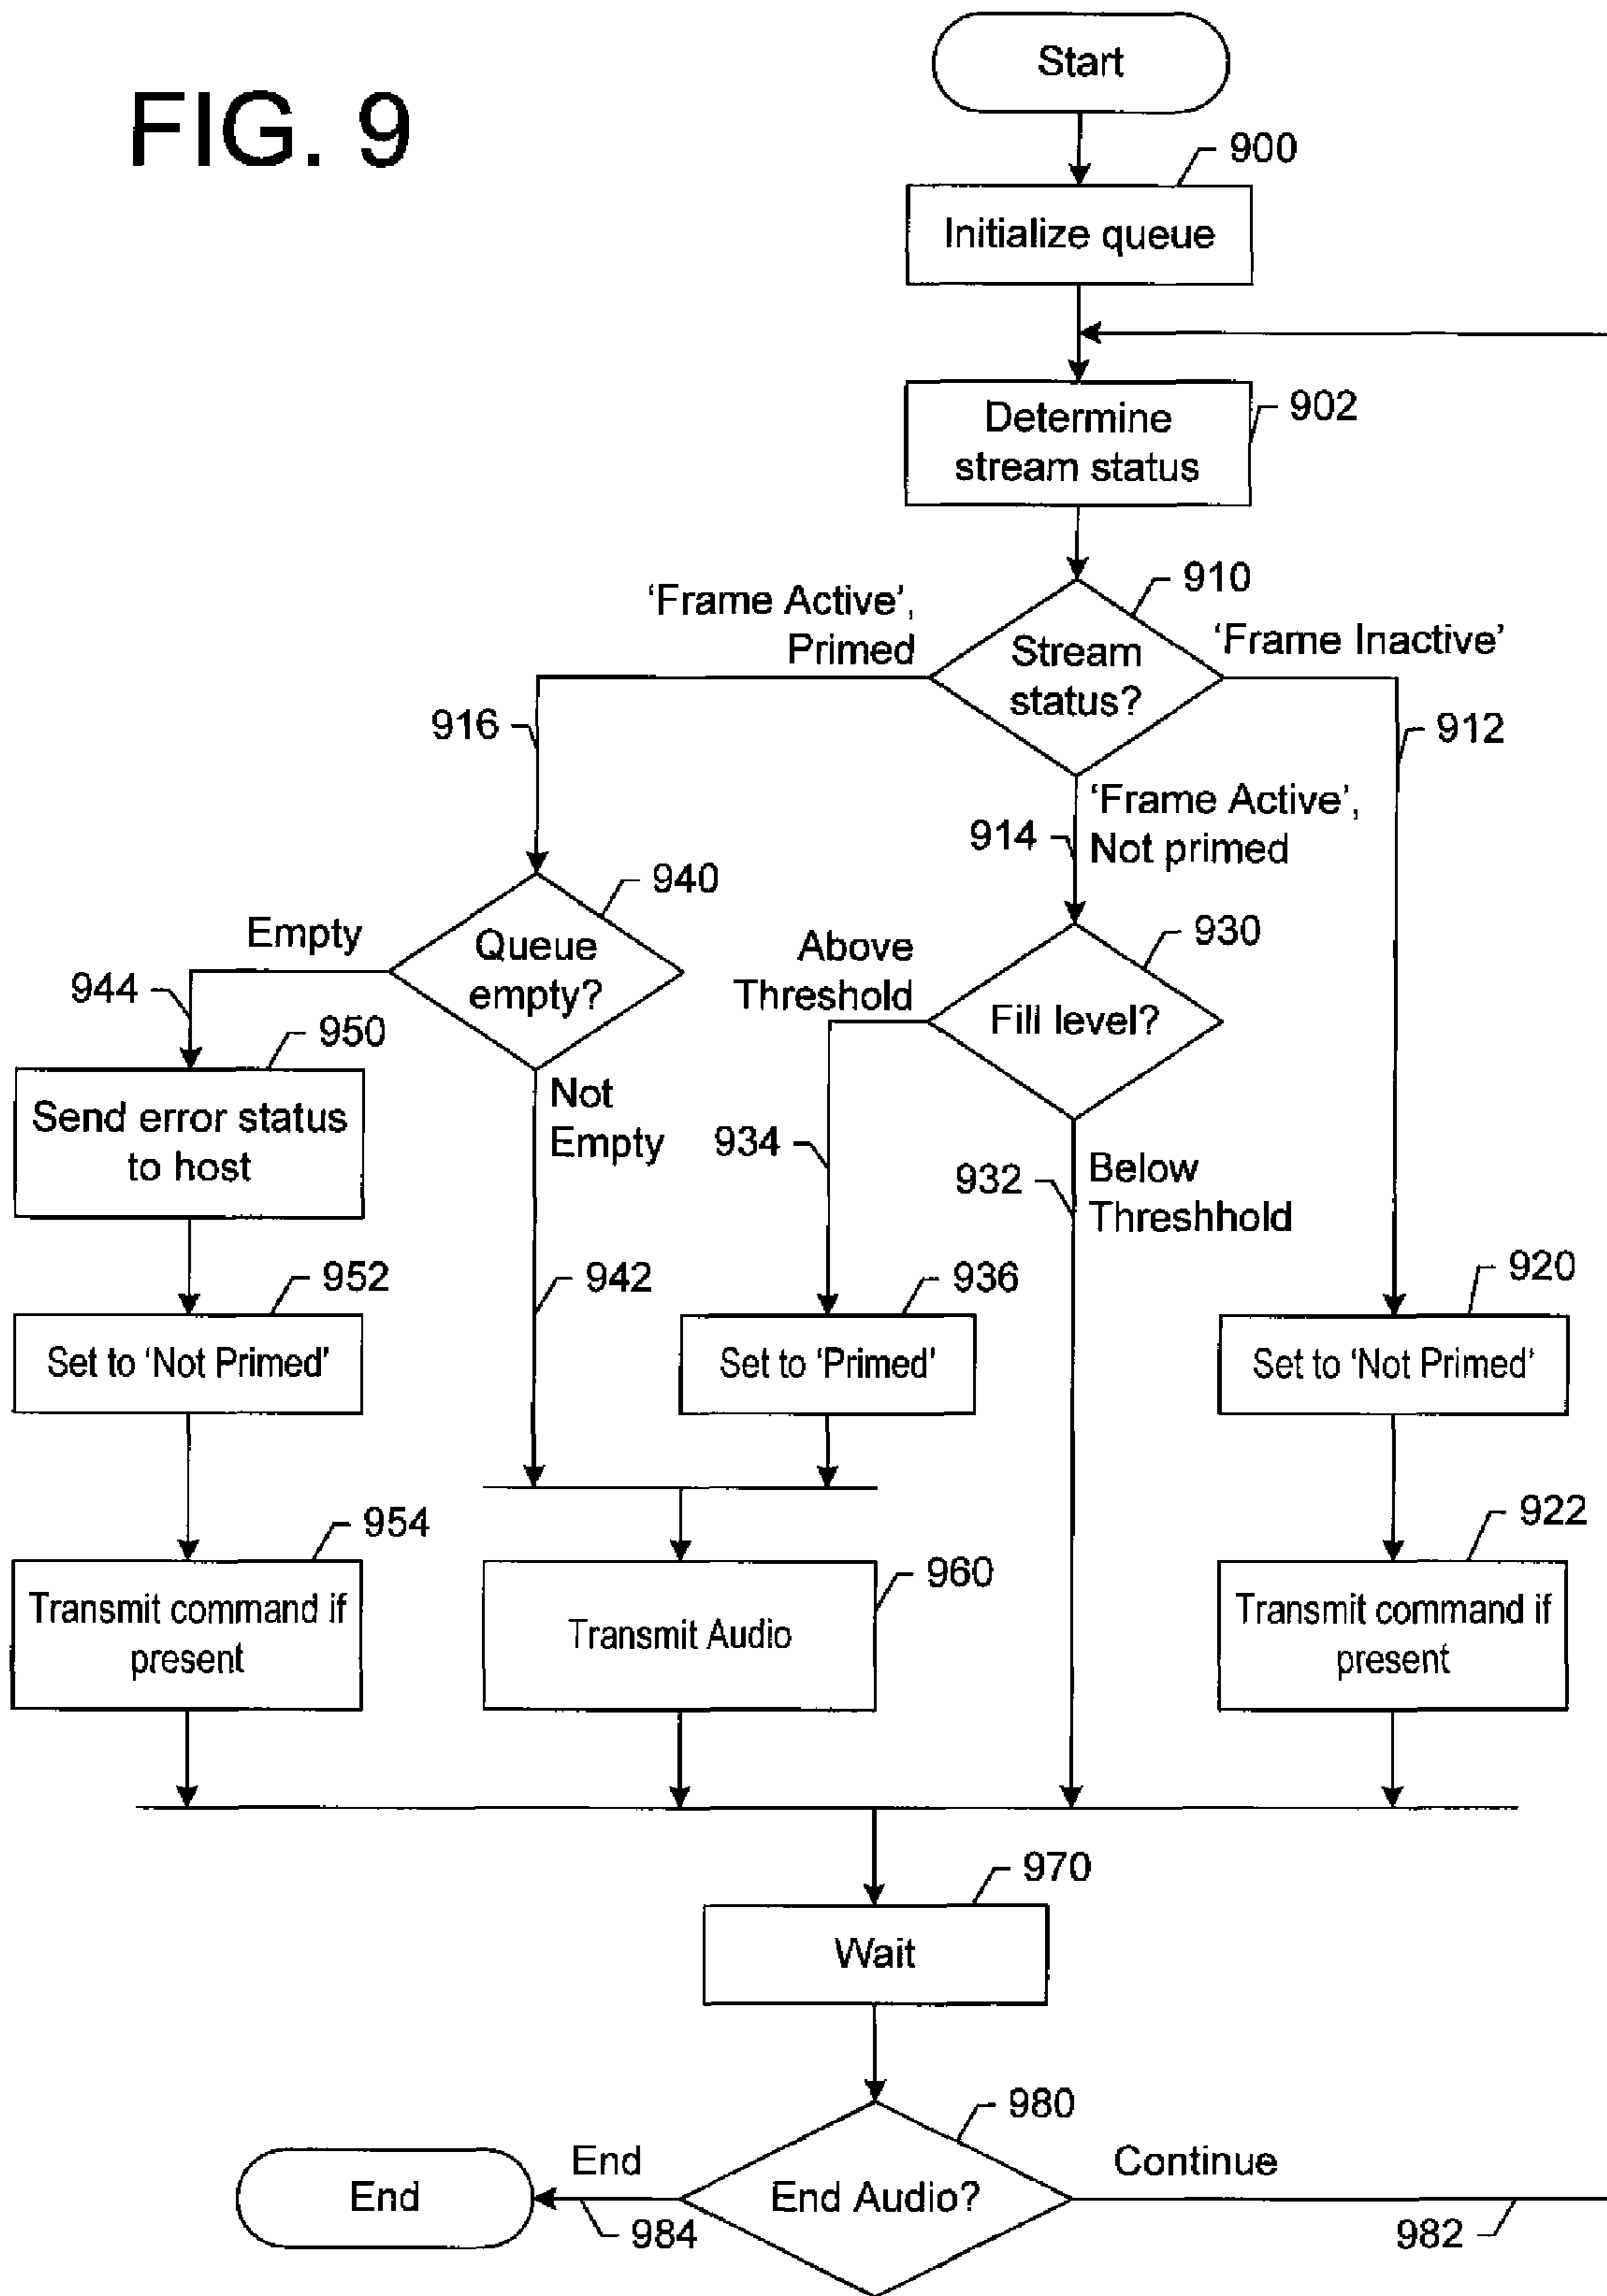 FIG. 9
Start
900
Initialize queue
902
Determine
stream status
910
'Frame Active',
Primed
Stream
status?
'Frame Inactive'
916
912
'Frame Active',
Not primed
914
940
Empty
Queue
empty?
930
Above
Threshold
Fill level?
944
950
Send error status
to host
Not
Empty
934
932
Below
Threshhold
952
942
936
920
Set to 'Not Primed'
Set to 'Primed'
Set to 'Not Primed'
954
960
922
Transmit command if
present
Transmit Audio
Transmit command if
present
970
Wait
980
End
End
End Audio?
Continue
984
982